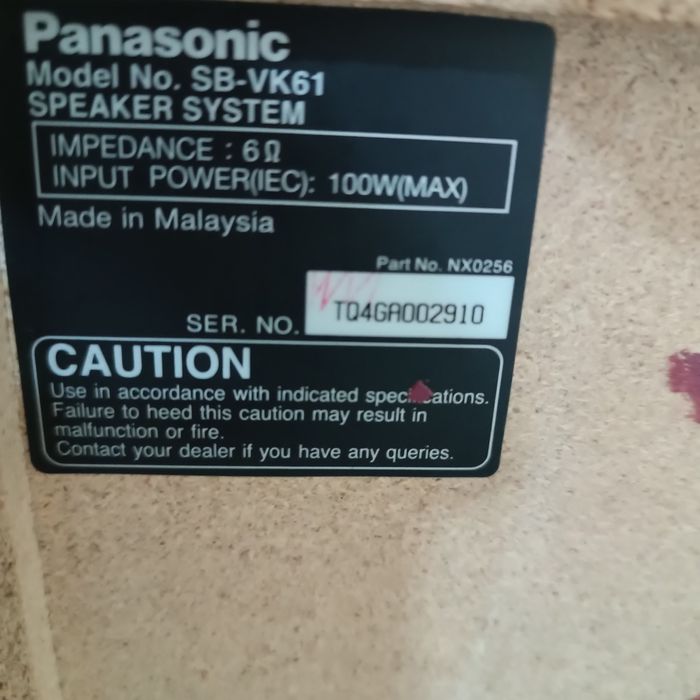 Panasonic
Model No. SB-VK61
SPEAKER SYSTEM
IMPEDANCE : 6Ω
INPUT POWER(IEC): 100W(MAX)
Made in Malaysia
Part No. NX0256
SER. NO. TQ4GA002910
CAUTION
Use in accordance with indicated specifications.
Failure to heed this caution may result in
malfunction or fire.
Contact your dealer if you have any queries.